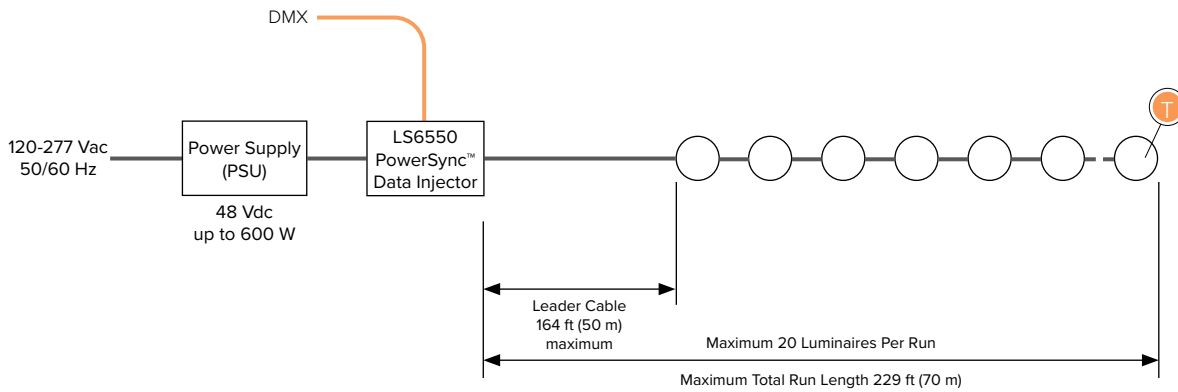 DMX
120-277 Vac
50/60 Hz
Power Supply
(PSU)
48 Vdc
up to 600 W
LS6550
PowerSync™
Data Injector
T
Leader Cable
164 ft (50 m)
maximum
Maximum 20 Luminaires Per Run
Maximum Total Run Length 229 ft (70 m)